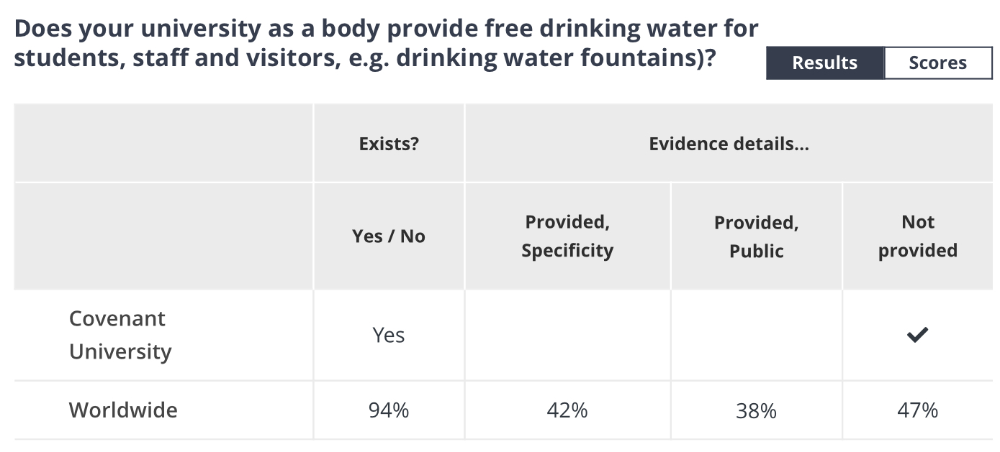 Does your university as a body provide free drinking water for
students, staff and visitors, e.g. drinking water fountains)?
Results Scores
Exists? Evidence details...
Yes / No Provided, Specificity Provided, Public Not provided
Covenant University Yes
Worldwide 94% 42% 38% 47%